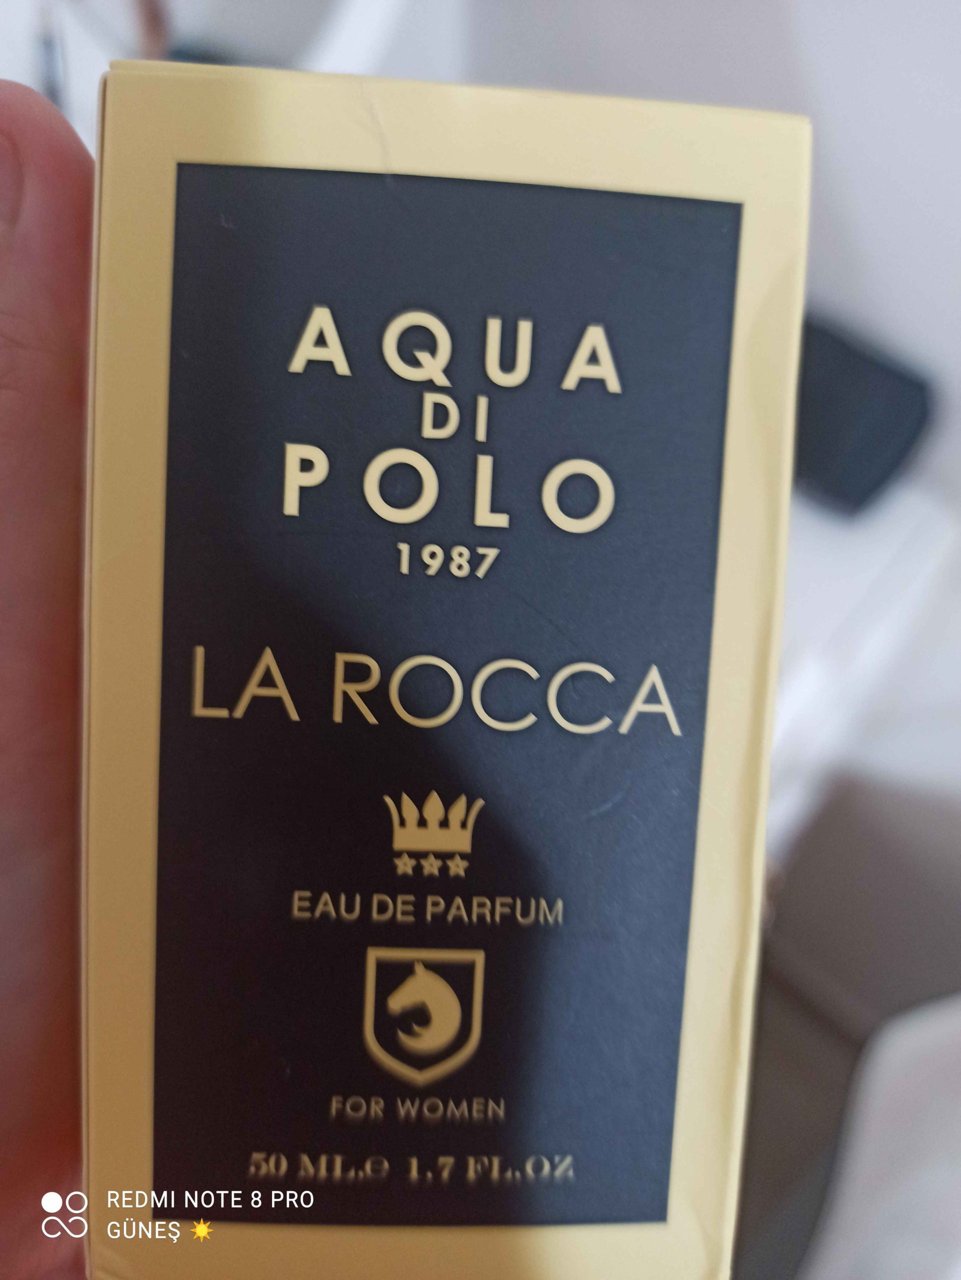 AQUA
DI
POLO
1987
LA ROCCA
EAU DE PARFUM
FOR WOMEN
50 ML.℮ 1.7 FL.OZ
REDMI NOTE 8 PRO
GÜNEŞ ☀️